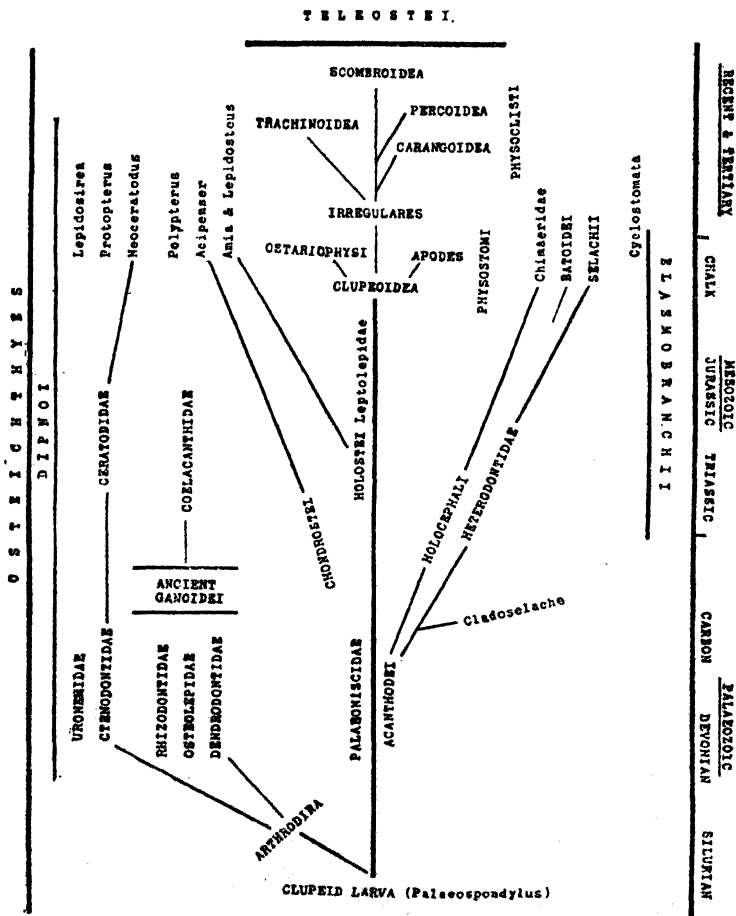 TELEOSTEI.
SCOMBROIDEA
TRACHINOIDEA
PERCOIDEA
CARANGOIDEA
PHYSOCLISTI
IRREGULARES
OSTARIOPHYSI
APODES
CLUPEOIDEA
PHYSOSTOMI
Lepidosirea
Protopterus
Neoceratodus
Polypterus
Acipenser
Amia & Lepidosteus
Chimaeridae
BATOIDEI
SELACHII
Cyclostomata
ELASMOBRANCHII
OSTEICHTHYES
DIPNOI
CERATODIDAE
COELACANTHIDAE
CHONDROSTEI
HOLOSTEI Leptolepidae
HOLOCEPHALI
HETERODONTIDAE
ANCIENT
GANOIDEI
Cladoselache
URONEMIDAE
CTENODONTIDAE
RHIZODONTIDAE
OSTEOLEPIDAE
DENDRODONTIDAE
PALAEONISCIDAE
ACANTHODEI
ARTHRODIRA
CLUPEID LARVA (Palaeospondylus)
RECENT & TERTIARY
CHALK
JURASSIC
TRIASSIC
MESOZOIC
CARBON
DEVONIAN
SILURIAN
PALAEOZOIC